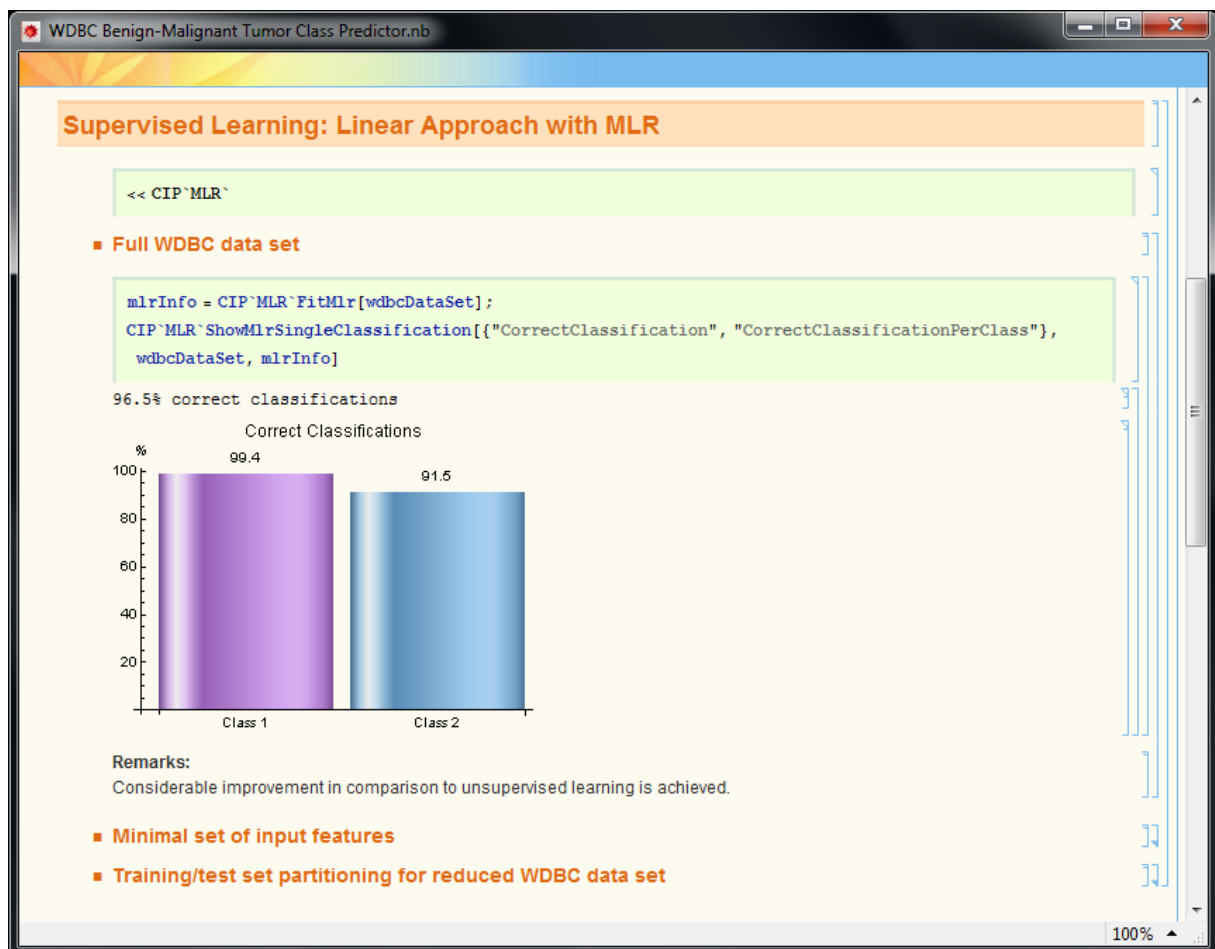 WDBC Benign-Malignant Tumor Class Predictor.nb
Supervised Learning: Linear Approach with MLR
<< CIP`MLR`
Full WDBC data set
mlrInfo = CIP`MLR`FitMlr[wdbcDataSet];
CIP`MLR`ShowMlrSingleClassification[{"CorrectClassification", "CorrectClassificationPerClass"},
wdbcDataSet, mlrInfo]
96.5% correct classifications
Correct Classifications
%
99.4
91.5
100
80
60
40
20
Class 1
Class 2
Remarks:
Considerable improvement in comparison to unsupervised learning is achieved.
Minimal set of input features
Training/test set partitioning for reduced WDBC data set
100%